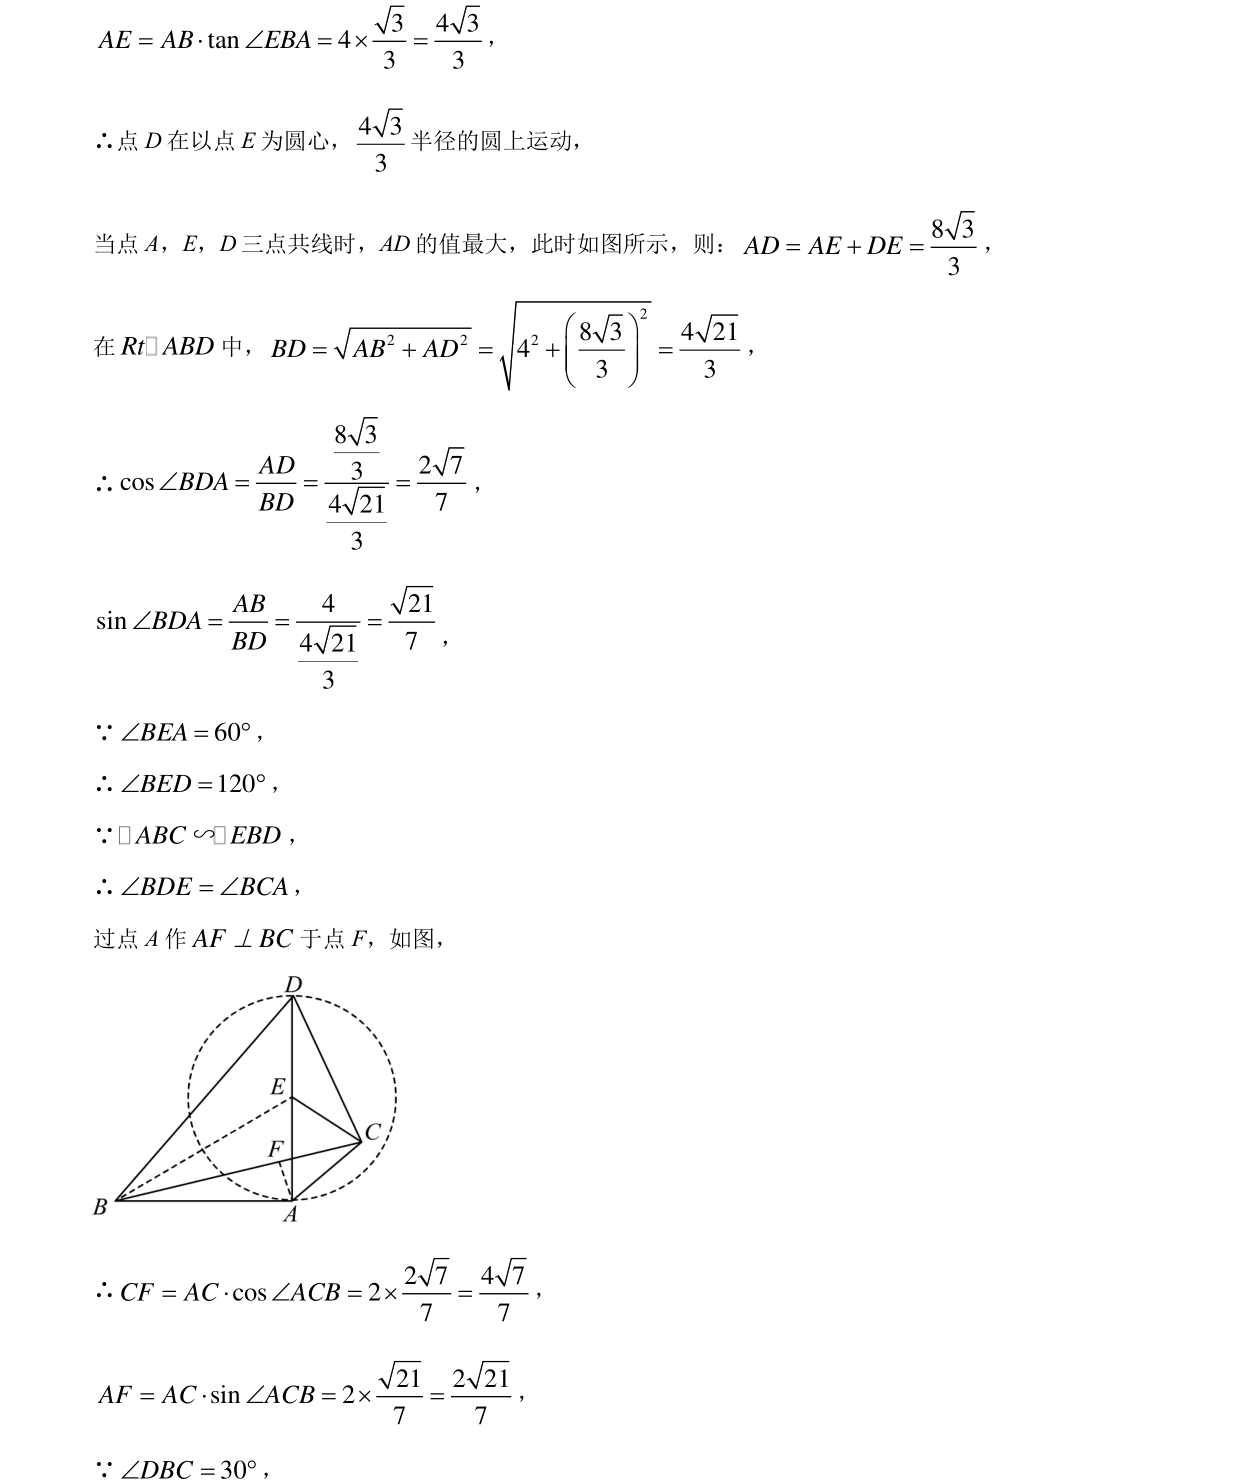 AE = AB·tan∠EBA = 4×√3/3 = 4√3/3，
∴点 D 在以点 E 为圆心，4√3/3 半径的圆上运动，
当点 A，E，D 三点共线时，AD 的值最大，此时如图所示，则：AD = AE + DE = 8√3/3，
在 Rt□ABD 中，BD = √(AB² + AD²) = √(4² + (8√3/3)²) = 4√21/3，
∴cos∠BDA = AD/BD = (8√3/3)/(4√21/3) = 2√7/7，
sin∠BDA = AB/BD = 4/(4√21/3) = √21/7，
∵∠BEA = 60°，
∴∠BED = 120°，
∵□ABC∽□EBD，
∴∠BDE = ∠BCA，
过点 A 作 AF ⊥ BC 于点 F，如图，
D
E
C
F
B
A
∴CF = AC·cos∠ACB = 2×2√7/7 = 4√7/7，
AF = AC·sin∠ACB = 2×√21/7 = 2√21/7，
∵∠DBC = 30°，